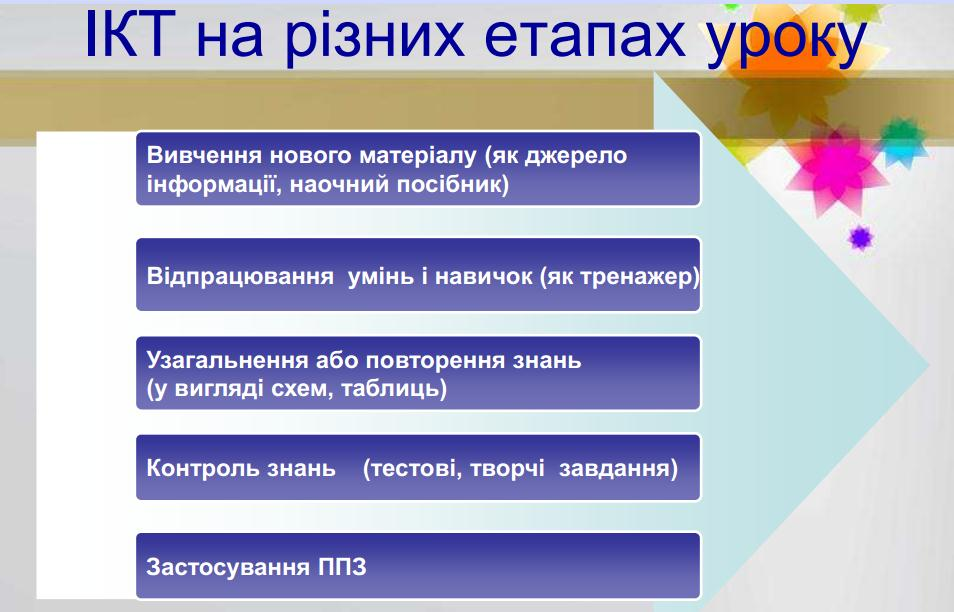 ІКТ на різних етапах уроку
Вивчення нового матеріалу (як джерело
інформації, наочний посібник)
Відпрацювання  умінь і навичок (як тренажер)
Узагальнення або повторення знань
(у вигляді схем, таблиць)
Контроль знань    (тестові, творчі  завдання)
Застосування ППЗ